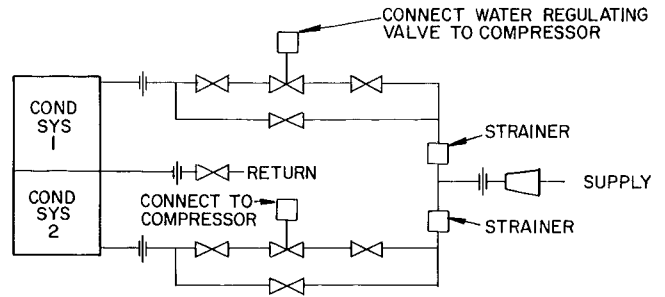 CONNECT WATER REGULATING
VALVE TO COMPRESSOR
COND
SYS
1
STRAINER
RETURN
SUPPLY
COND
SYS
2
CONNECT TO
COMPRESSOR
STRAINER